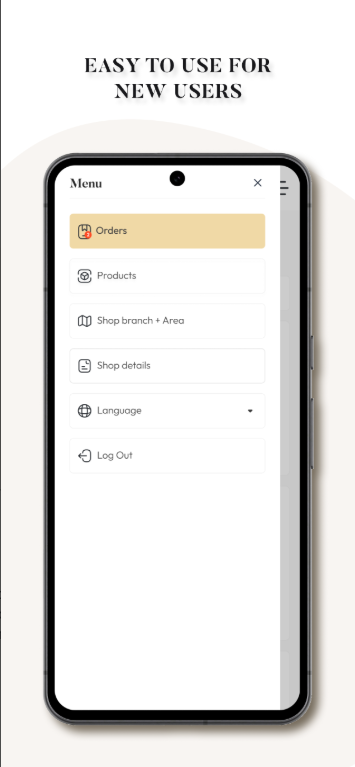 EASY TO USE FOR
NEW USERS
Menu
Orders
Products
Shop branch + Area
Shop details
Language
Log Out